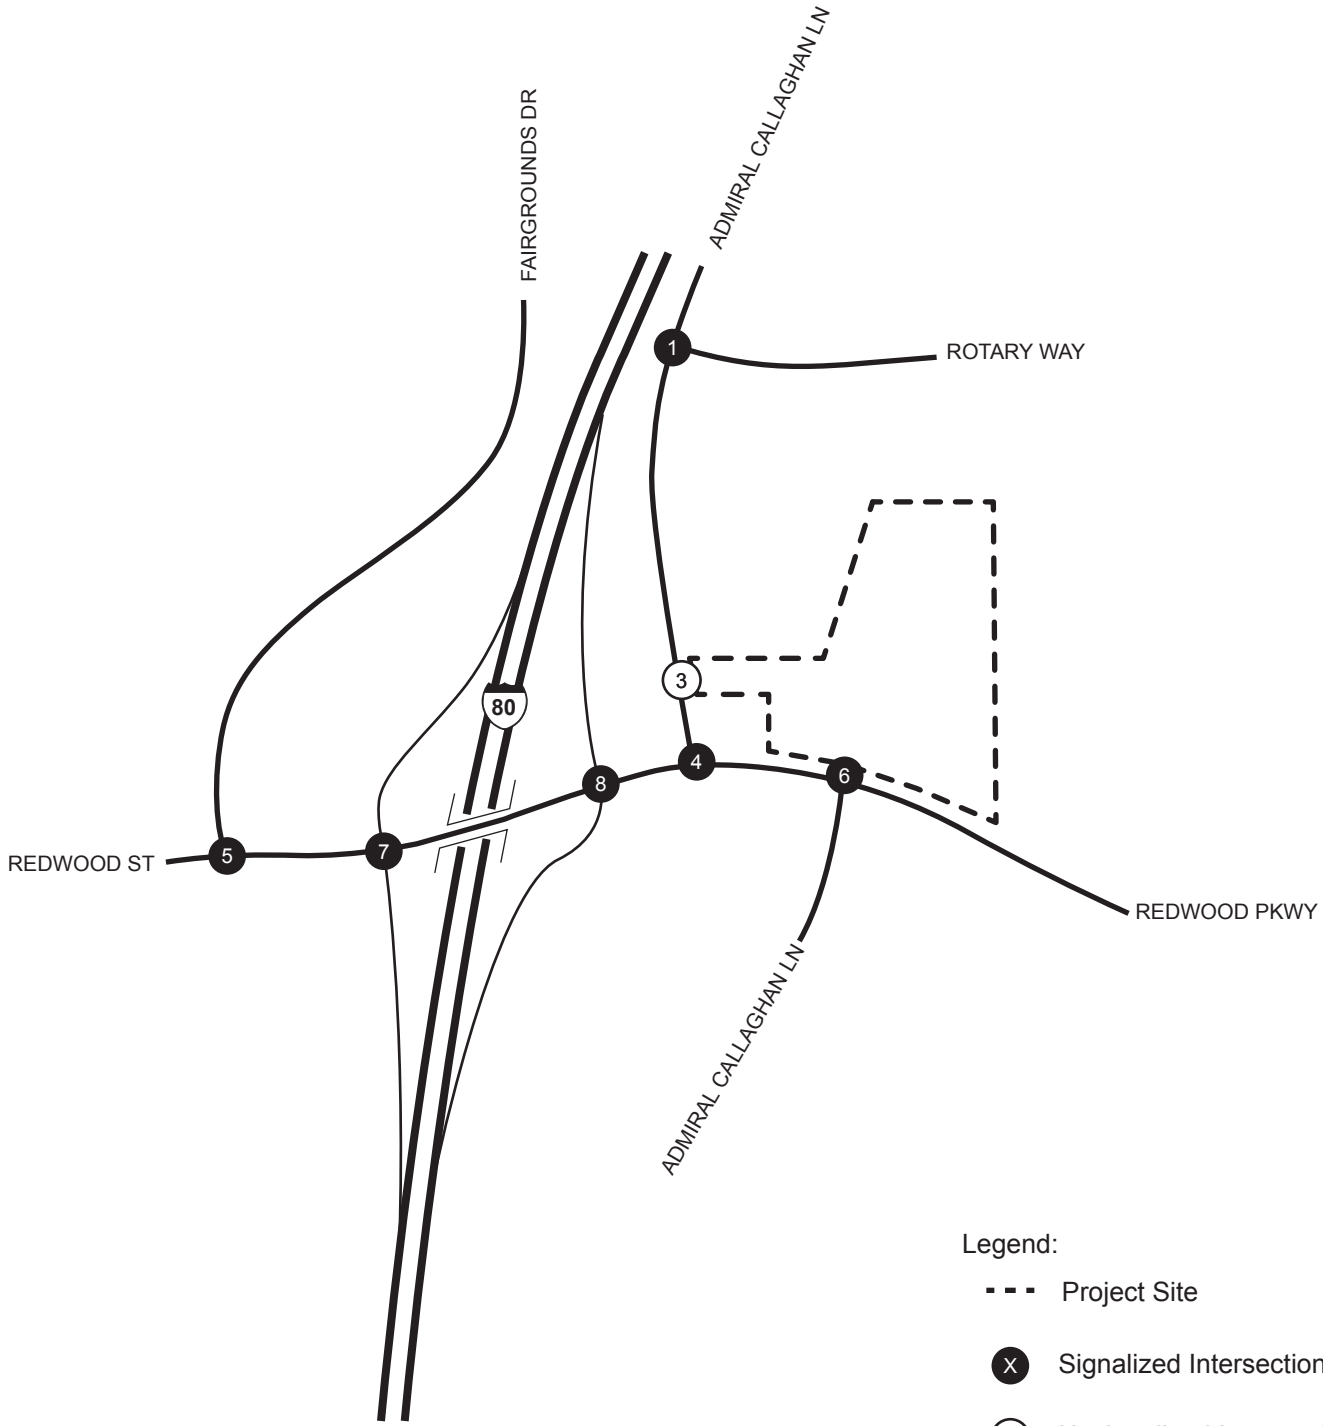 ADMIRAL CALLAGHAN LN
FAIRGROUNDS DR
1
ROTARY WAY
3
80
4
6
8
7
5
REDWOOD ST
REDWOOD PKWY
ADMIRAL CALLAGHAN LN
Legend:
Project Site
X Signalized Intersection